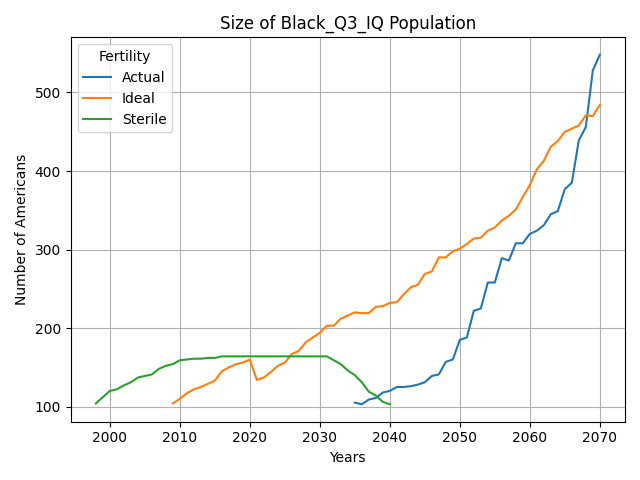 Size of Black_Q3_IQ Population
Fertility
Actual
Ideal
Sterile
Number of Americans
500
400
300
200
100
2000
2010
2020
2030
2040
2050
2060
2070
Years